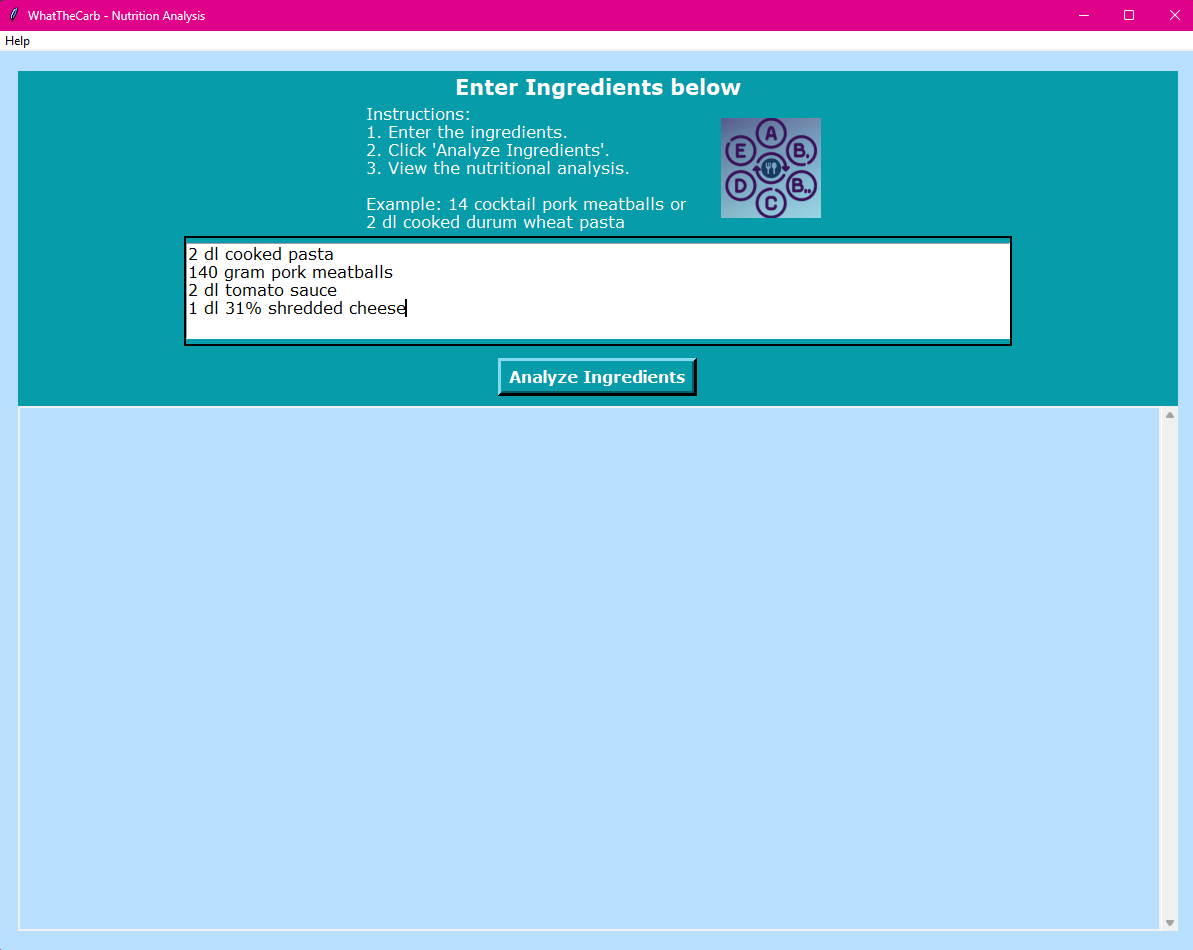 WhatTheCarb - Nutrition Analysis
Help
Enter Ingredients below
Instructions:
1. Enter the ingredients.
2. Click 'Analyze Ingredients'.
3. View the nutritional analysis.
Example: 14 cocktail pork meatballs or
2 dl cooked durum wheat pasta
A
E
B.
D
B..
C
2 dl cooked pasta
140 gram pork meatballs
2 dl tomato sauce
1 dl 31% shredded cheese
Analyze Ingredients